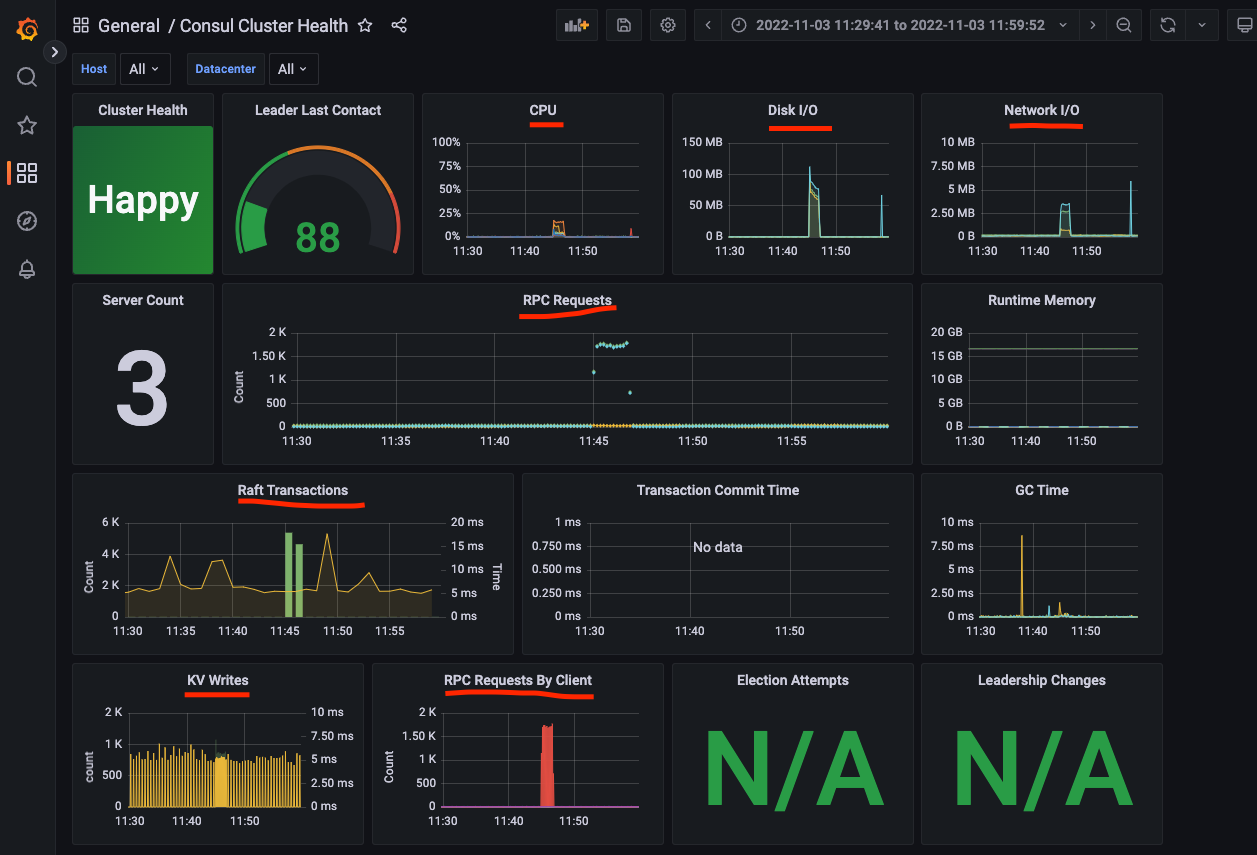 General / Consul Cluster Health
2022-11-03 11:29:41 to 2022-11-03 11:59:52
Host All Datacenter All
Cluster Health
Happy
Leader Last Contact
88
CPU
100%
75%
50%
25%
0%
11:30 11:40 11:50
Disk I/O
150 MB
100 MB
50 MB
0 B
11:30 11:40 11:50
Network I/O
10 MB
7.50 MB
5 MB
2.50 MB
0 B
11:30 11:40 11:50
Server Count
3
RPC Requests
Count
2 K
1.50 K
1 K
500
0
11:30 11:35 11:40 11:45 11:50 11:55
Runtime Memory
20 GB
15 GB
10 GB
5 GB
0 B
11:30 11:40 11:50
Raft Transactions
Count
6 K
4 K
2 K
0
20 ms
15 ms
10 ms
5 ms
0 ms
Time
11:30 11:35 11:40 11:45 11:50 11:55
Transaction Commit Time
1 ms
0.750 ms
0.500 ms
0.250 ms
0 ms
No data
11:30 11:40 11:50
GC Time
10 ms
7.50 ms
5 ms
2.50 ms
0 ms
11:30 11:40 11:50
KV Writes
count
2 K
1 K
500
0
10 ms
7.50 ms
5 ms
2.50 ms
0 ms
11:30 11:40 11:50
RPC Requests By Client
Count
2 K
1.50 K
1 K
500
0
11:30 11:40 11:50
Election Attempts
N/A
Leadership Changes
N/A